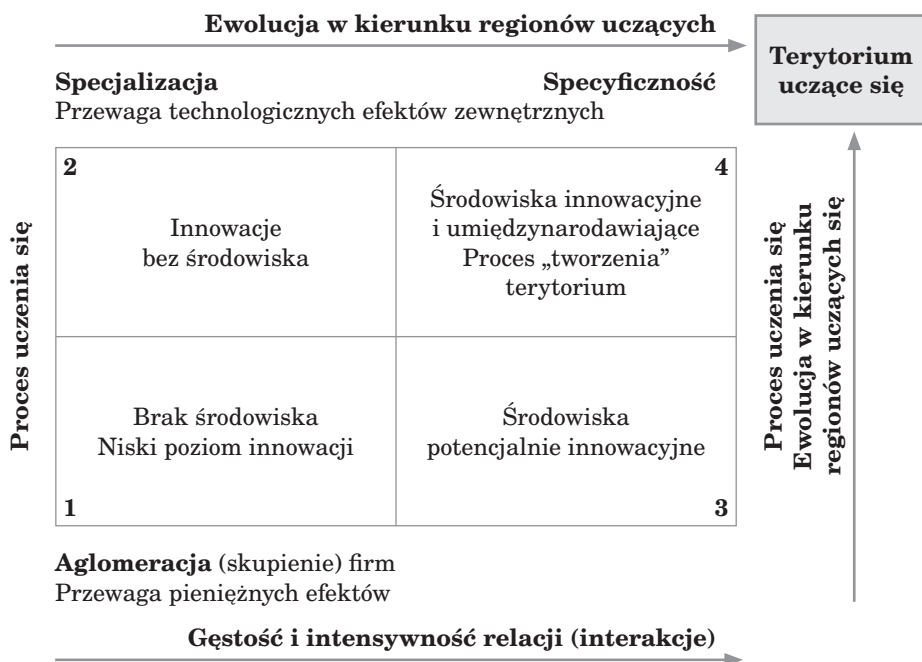 Ewolucja w kierunku regionów uczących
Terytorium
uczące się
Specjalizacja Specyficzność
Przewaga technologicznych efektów zewnętrznych
2
Innowacje
bez środowiska
4
Środowiska innowacyjne
i umiędzynarodawiające
Proces „tworzenia”
terytorium
Proces uczenia się
Brak środowiska
Niski poziom innowacji
1
Środowiska
potencjalnie innowacyjne
3
Proces uczenia się
Ewolucja w kierunku
regionów uczących się
Aglomeracja (skupienie) firm
Przewaga pieniężnych efektów
Gęstość i intensywność relacji (interakcje)